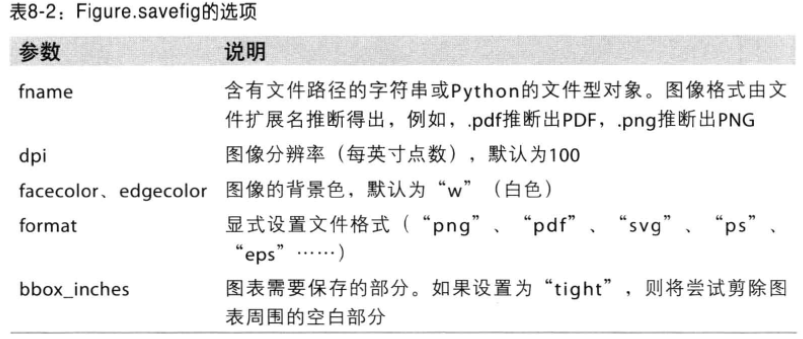 表8-2：Figure.savefig的选项
参数 说明
fname 含有文件路径的字符串或Python的文件型对象。图像格式由文
件扩展名推断得出，例如，.pdf推断出PDF，.png推断出PNG
dpi 图像分辨率（每英寸点数），默认为100
facecolor、edgecolor 图像的背景色，默认为“w”（白色）
format 显式设置文件格式（“png”、“pdf”、“svg”、“ps”、
“eps”……）
bbox_inches 图表需要保存的部分。如果设置为“tight”，则将尝试剪除图
表周围的空白部分